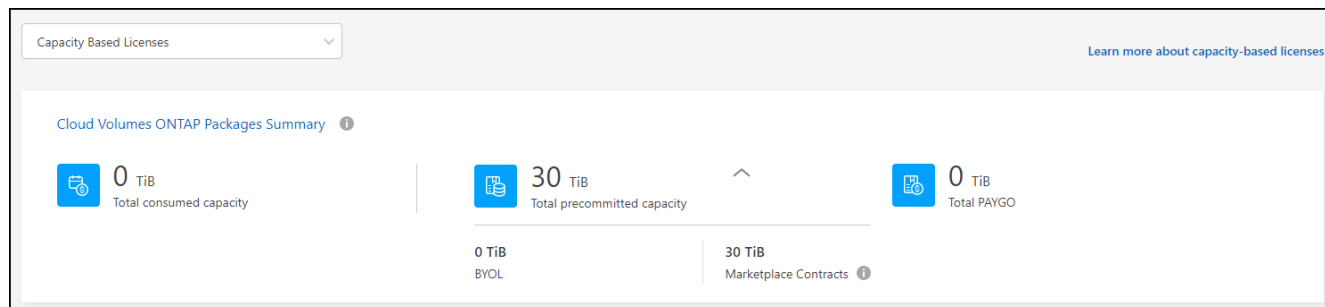 Capacity Based Licenses
Learn more about capacity-based licenses
Cloud Volumes ONTAP Packages Summary
0 TiB
Total consumed capacity
30 TiB
Total precommitted capacity
0 TiB
Total PAYGO
0 TiB
BYOL
30 TiB
Marketplace Contracts